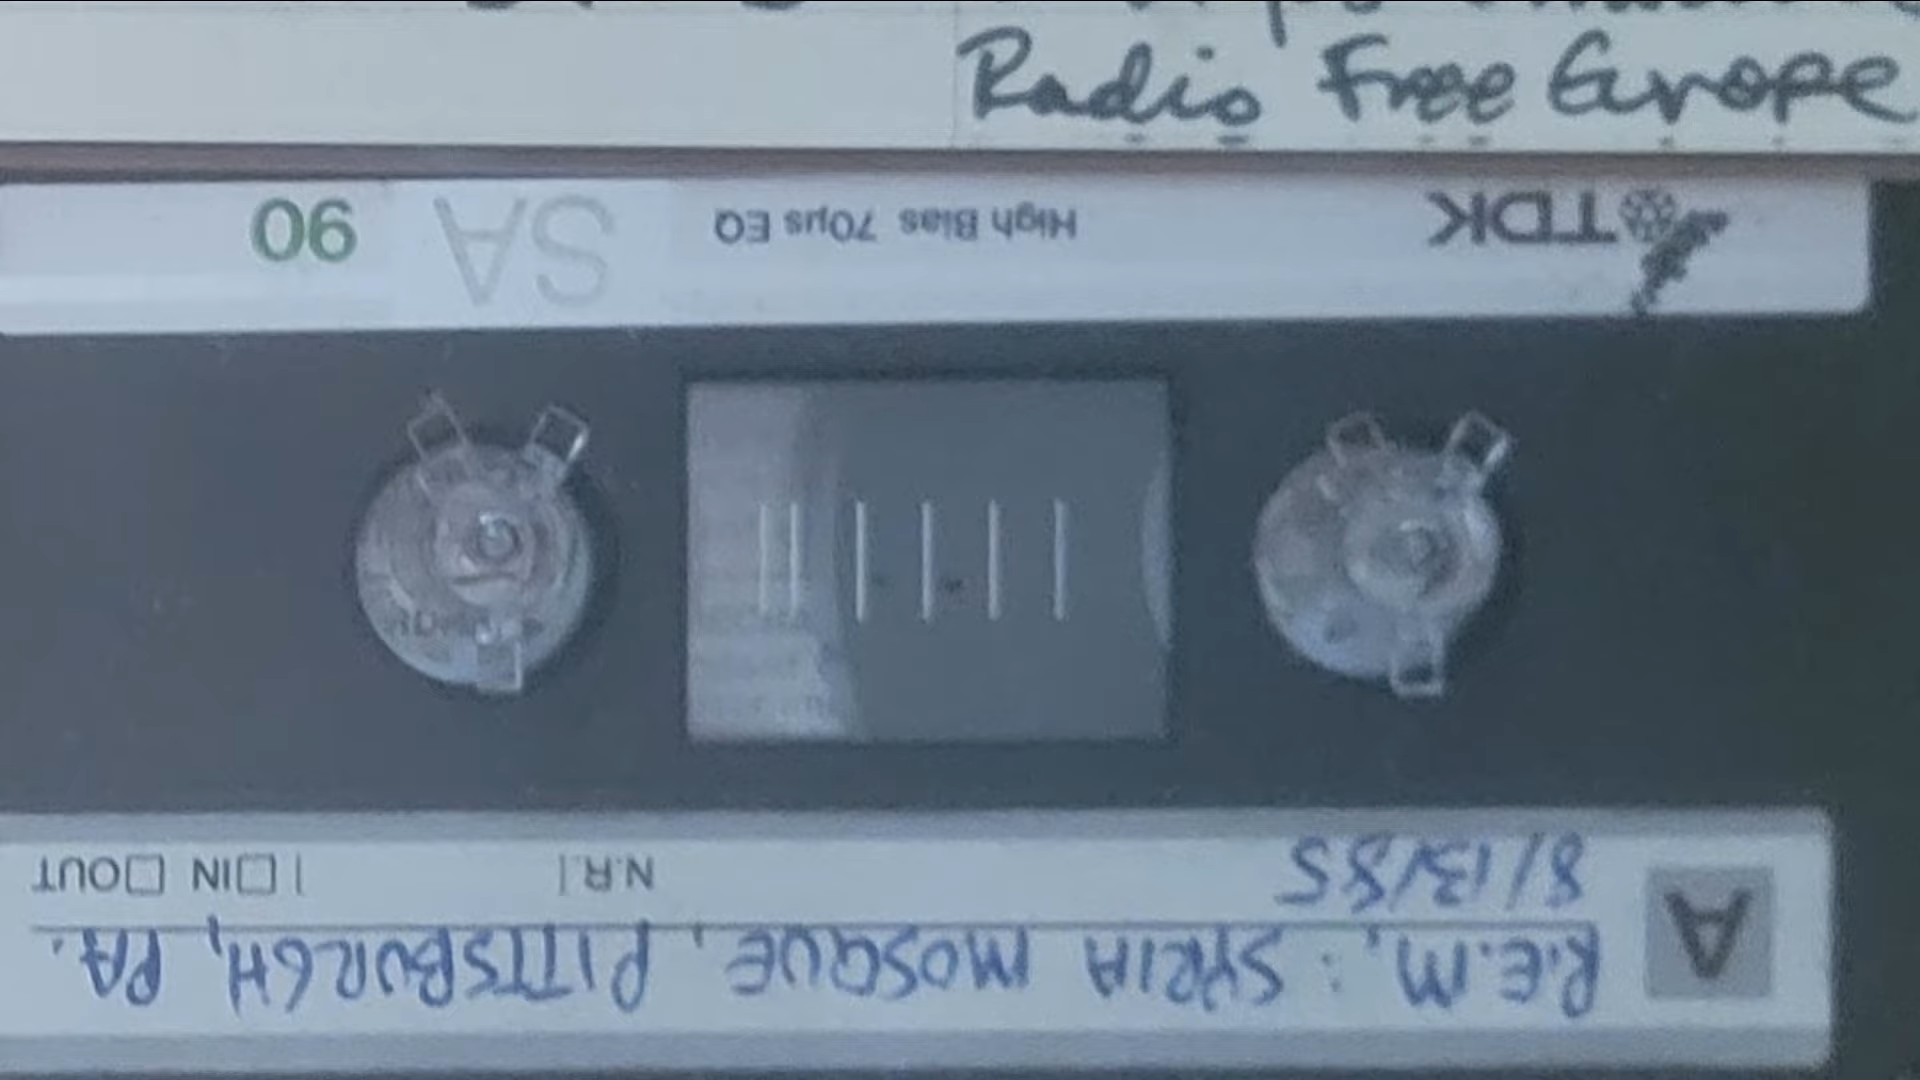 Radio Free Europe
A
R.E.M.: SYRIA MOSQUE, PITTSBURGH, PA.
8/13/85
N.R.
IN OUT
TDK
High Bias 70μs EQ
SA
90